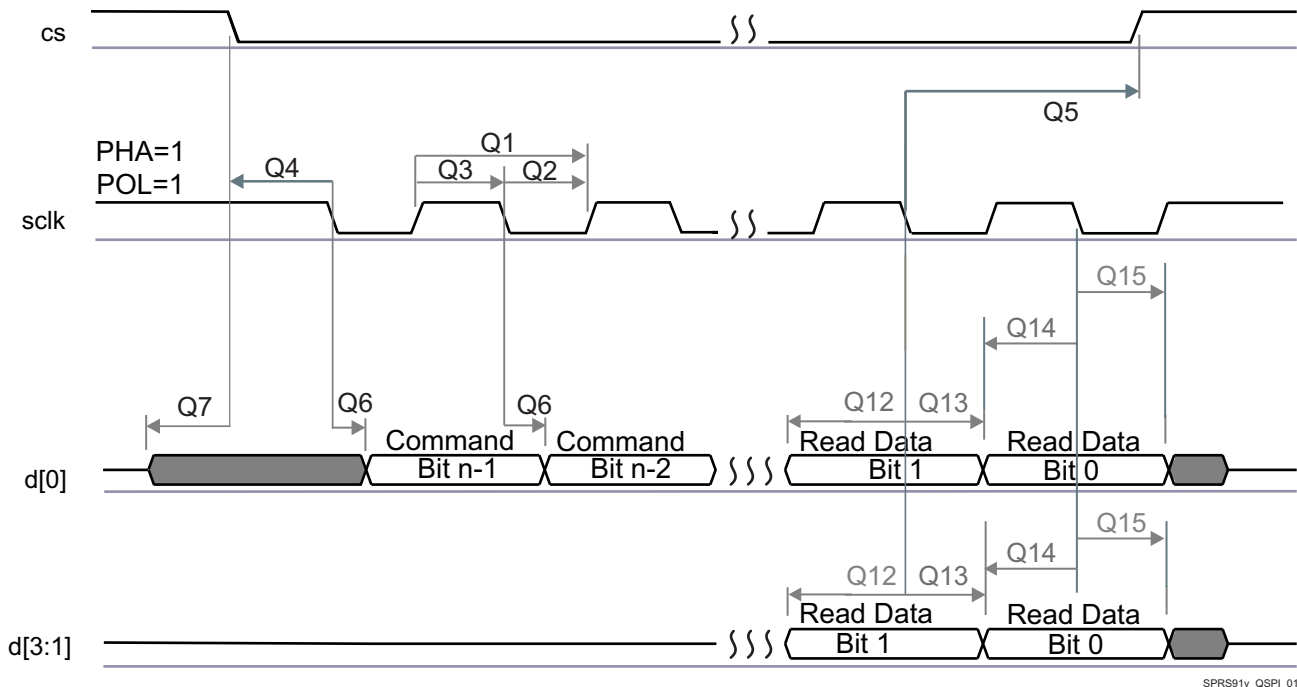 cs
Q5
PHA=1
POL=1
Q4
Q1
Q3
Q2
sclk
Q15
Q14
Q7
Q6
Q6
Q12
Q13
Command
Command
Read Data
Read Data
d[0]
Bit n-1
Bit n-2
Bit 1
Bit 0
Q15
Q14
Q12
Q13
Read Data
Read Data
d[3:1]
Bit 1
Bit 0
SPRS91v_QSPI_01